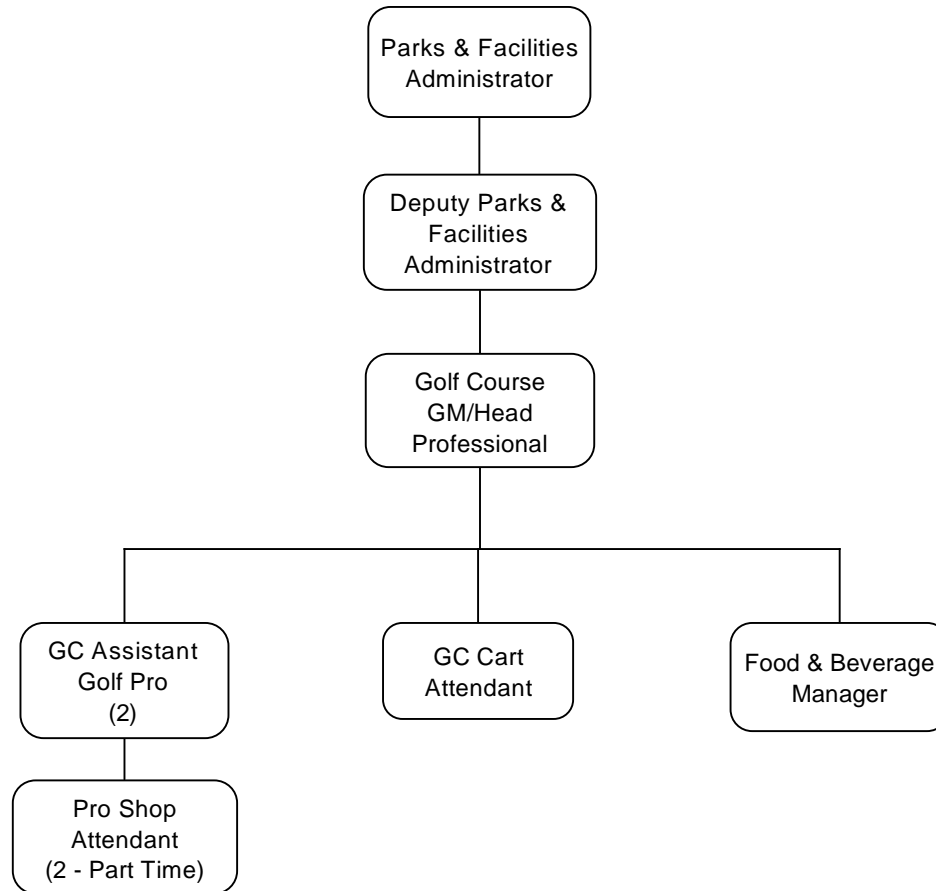 Parks & Facilities
Administrator
Deputy Parks &
Facilities
Administrator
Golf Course
GM/Head
Professional
GC Assistant
Golf Pro
(2)
GC Cart
Attendant
Food & Beverage
Manager
Pro Shop
Attendant
(2 - Part Time)